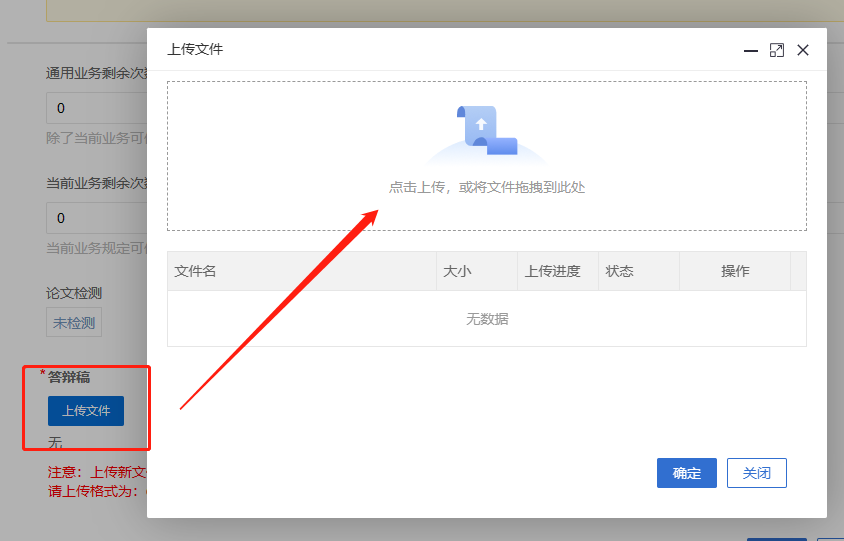 上传文件
通用业务剩余次
0
除了当前业务可
点击上传，或将文件拖拽到此处
当前业务剩余次
0
当前业务规定可
文件名 大小 上传进度 状态 操作
论文检测
未检测
无数据
*答辩稿
上传文件
无
注意：上传新文
请上传格式为：
确定 关闭